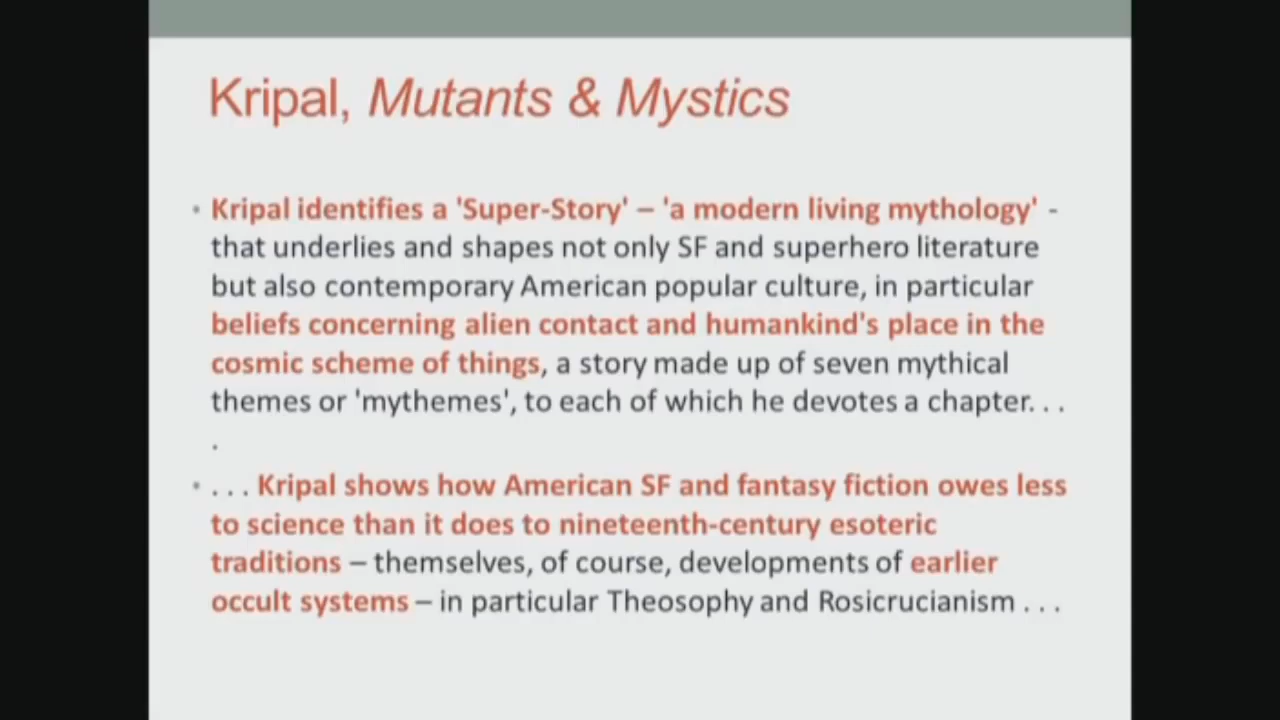 Kripal, Mutants & Mystics
• Kripal identifies a 'Super-Story' – 'a modern living mythology' -
that underlies and shapes not only SF and superhero literature
but also contemporary American popular culture, in particular
beliefs concerning alien contact and humankind's place in the
cosmic scheme of things, a story made up of seven mythical
themes or 'mythemes', to each of which he devotes a chapter. . .
.
• . . . Kripal shows how American SF and fantasy fiction owes less
to science than it does to nineteenth-century esoteric
traditions – themselves, of course, developments of earlier
occult systems – in particular Theosophy and Rosicrucianism . . .